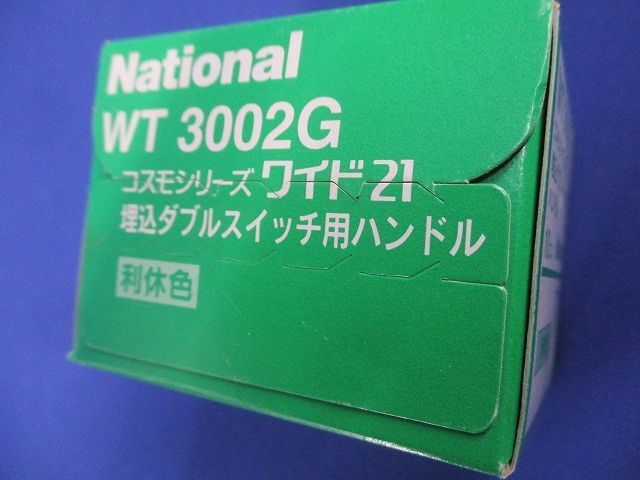 National
WT 3002G
コスモシリーズ ワイド21
埋込ダブルスイッチ用ハンドル
利休色